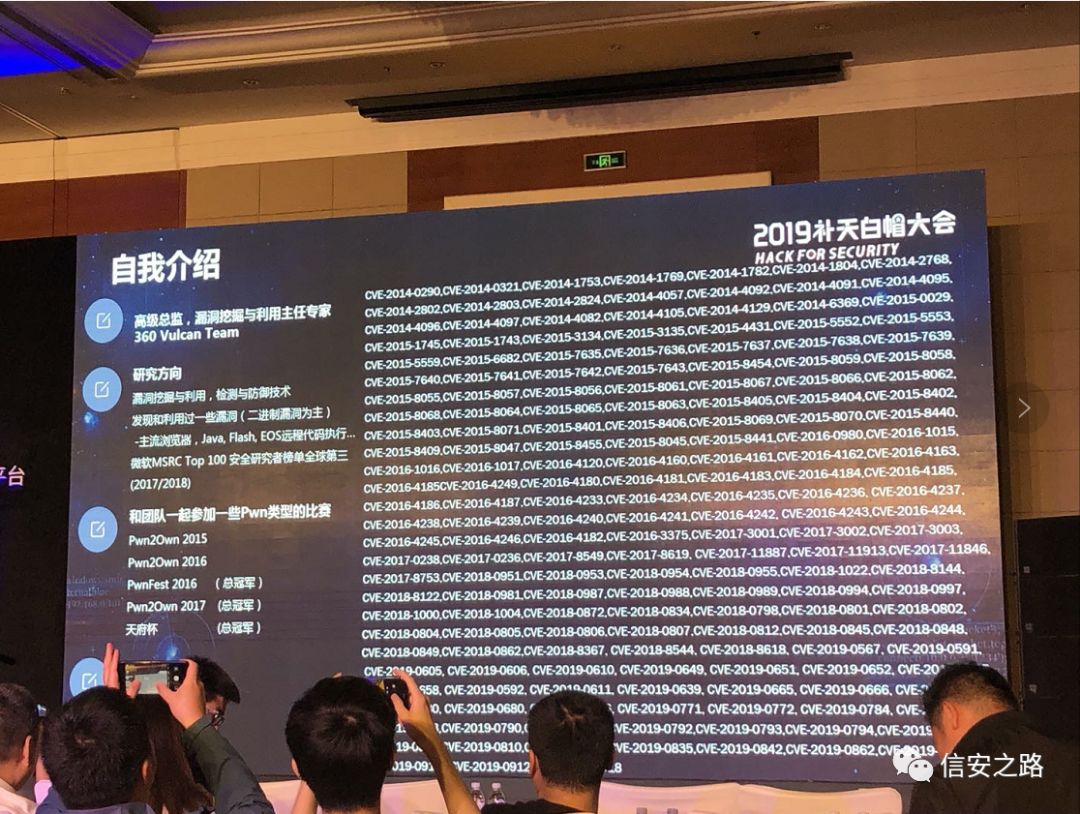 2019补天白帽大会
HACK FOR SECURITY
自我介绍
高级总监，漏洞挖掘与利用主任专家
360 Vulcan Team
研究方向
漏洞挖掘与利用，检测与防御技术
发现和利用过一些漏洞（二进制漏洞为主）
-主流浏览器，Java, Flash, EOS远程代码执行...
微软MSRC Top 100 安全研究者榜单全球第三
(2017/2018)
和团队一起参加一些Pwn类型的比赛
Pwn2Own 2015
Pwn2Own 2016
PwnFest 2016 （总冠军）
Pwn2Own 2017 （总冠军）
天府杯 （总冠军）
CVE-2014-0290,CVE-2014-0321,CVE-2014-1753,CVE-2014-1769,CVE-2014-1782,CVE-2014-1804,CVE-2014-2768,
CVE-2014-2802,CVE-2014-2803,CVE-2014-2824,CVE-2014-4057,CVE-2014-4092,CVE-2014-4091,CVE-2014-4095,
CVE-2014-4096,CVE-2014-4097,CVE-2014-4082,CVE-2014-4105,CVE-2014-4129,CVE-2014-6369,CVE-2015-0029,
CVE-2015-1745,CVE-2015-1743,CVE-2015-3134,CVE-2015-3135,CVE-2015-4431,CVE-2015-5552,CVE-2015-5553,
CVE-2015-5559,CVE-2015-6682,CVE-2015-7635,CVE-2015-7636,CVE-2015-7637,CVE-2015-7638,CVE-2015-7639,
CVE-2015-7640,CVE-2015-7641,CVE-2015-7642,CVE-2015-7643,CVE-2015-8454,CVE-2015-8059,CVE-2015-8058,
CVE-2015-8055,CVE-2015-8057,CVE-2015-8056,CVE-2015-8061,CVE-2015-8067,CVE-2015-8066,CVE-2015-8062,
CVE-2015-8068,CVE-2015-8064,CVE-2015-8065,CVE-2015-8063,CVE-2015-8405,CVE-2015-8404,CVE-2015-8402,
CVE-2015-8403,CVE-2015-8071,CVE-2015-8401,CVE-2015-8406,CVE-2015-8069,CVE-2015-8070,CVE-2015-8440,
CVE-2015-8409,CVE-2015-8047,CVE-2015-8455,CVE-2015-8045,CVE-2015-8441,CVE-2016-0980,CVE-2016-1015,
CVE-2016-1016,CVE-2016-1017,CVE-2016-4120,CVE-2016-4160,CVE-2016-4161,CVE-2016-4162,CVE-2016-4163,
CVE-2016-4185CVE-2016-4249,CVE-2016-4180,CVE-2016-4181,CVE-2016-4183,CVE-2016-4184,CVE-2016-4185,
CVE-2016-4186,CVE-2016-4187,CVE-2016-4233,CVE-2016-4234,CVE-2016-4235,CVE-2016-4236, CVE-2016-4237,
CVE-2016-4238,CVE-2016-4239,CVE-2016-4240,CVE-2016-4241,CVE-2016-4242, CVE-2016-4243,CVE-2016-4244,
CVE-2016-4245,CVE-2016-4246,CVE-2016-4182,CVE-2016-3375,CVE-2017-3001,CVE-2017-3002,CVE-2017-3003,
CVE-2017-0238,CVE-2017-0236,CVE-2017-8549,CVE-2017-8619, CVE-2017-11887,CVE-2017-11913,CVE-2017-11846,
CVE-2017-8753,CVE-2018-0951,CVE-2018-0953,CVE-2018-0954,CVE-2018-0955,CVE-2018-1022,CVE-2018-8144,
CVE-2018-8122,CVE-2018-0981,CVE-2018-0987,CVE-2018-0988,CVE-2018-0989,CVE-2018-0994,CVE-2018-0997,
CVE-2018-1000,CVE-2018-1004,CVE-2018-0872,CVE-2018-0834,CVE-2018-0798,CVE-2018-0801,CVE-2018-0802,
CVE-2018-0804,CVE-2018-0805,CVE-2018-0806,CVE-2018-0807,CVE-2018-0812,CVE-2018-0845,CVE-2018-0848,
CVE-2018-0849,CVE-2018-0862,CVE-2018-8367,CVE-2018-8544, CVE-2018-8618, CVE-2019-0567, CVE-2019-0591,
CVE-2019-0605, CVE-2019-0606, CVE-2019-0610, CVE-2019-0649, CVE-2019-0651, CVE-2019-0652,
CVE-2019-0592, CVE-2019-0611, CVE-2019-0639, CVE-2019-0665, CVE-2019-0666,
CVE-2019-0680, CVE-2019-0771, CVE-2019-0772, CVE-2019-0784,
CVE-2019-0792,CVE-2019-0793,CVE-2019-0794,
CVE-2019-0835,CVE-2019-0842,CVE-2019-0862,
CVE-2019-0912
平台
信安之路